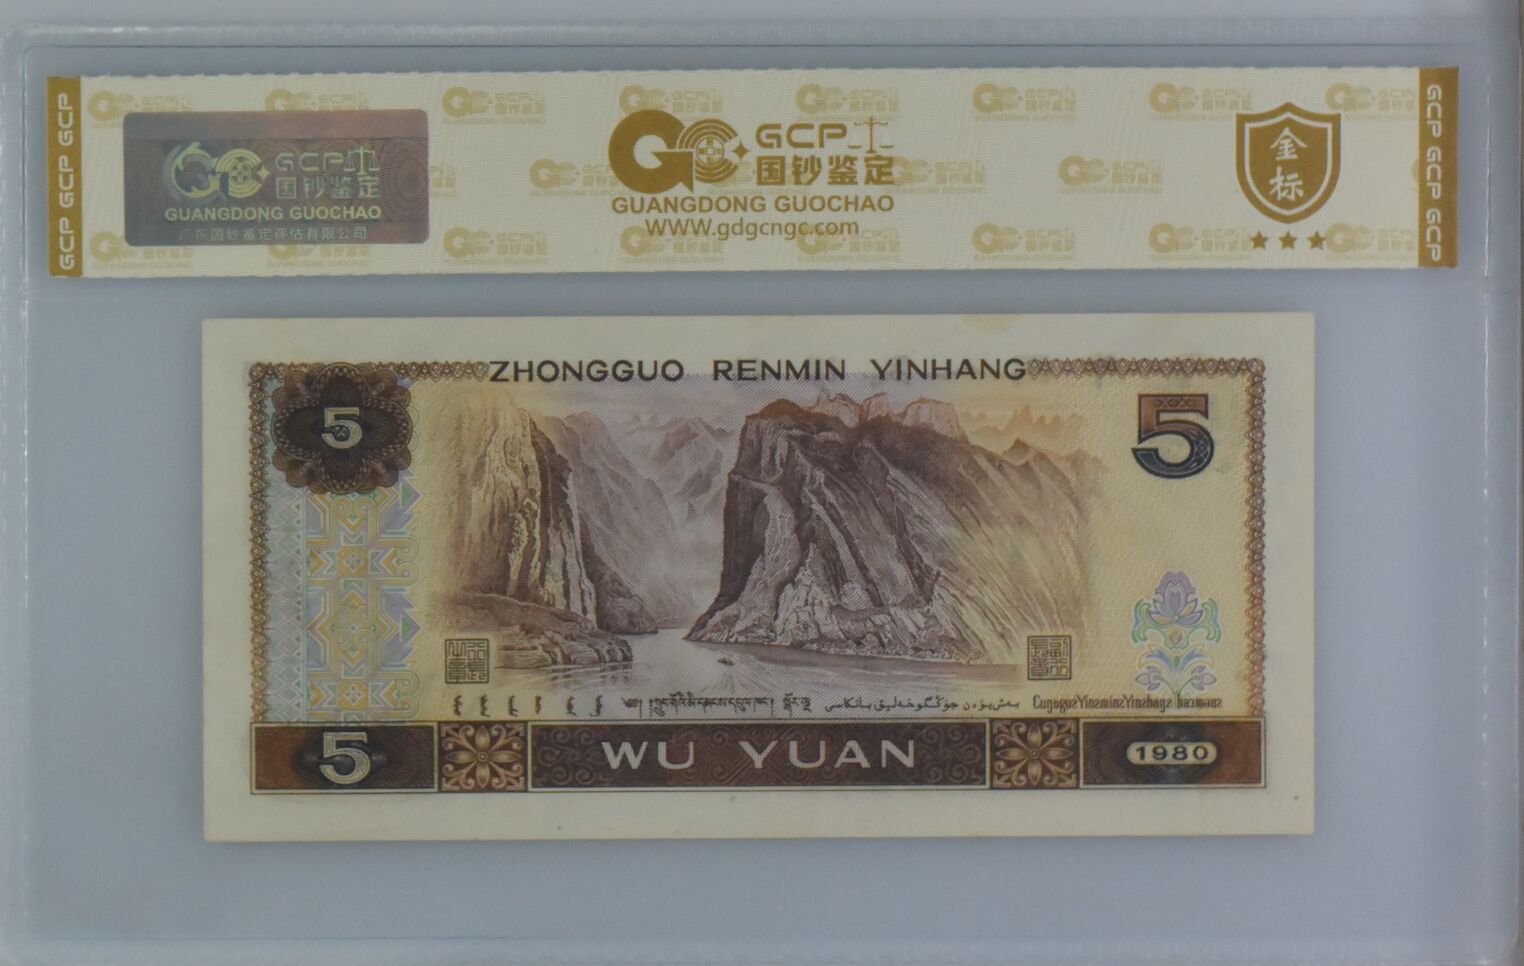 GCP GCP GCP
GCP 国钞鉴定
GUANGDONG GUOCHAO
广东国钞鉴定评估有限公司
GCP
国钞鉴定
GUANGDONG GUOCHAO
WWW.gdgcngc.com
金标
GCP GCP GCP
ZHONGGUO RENMIN YINHANG
5
5
5
WU YUAN
1980